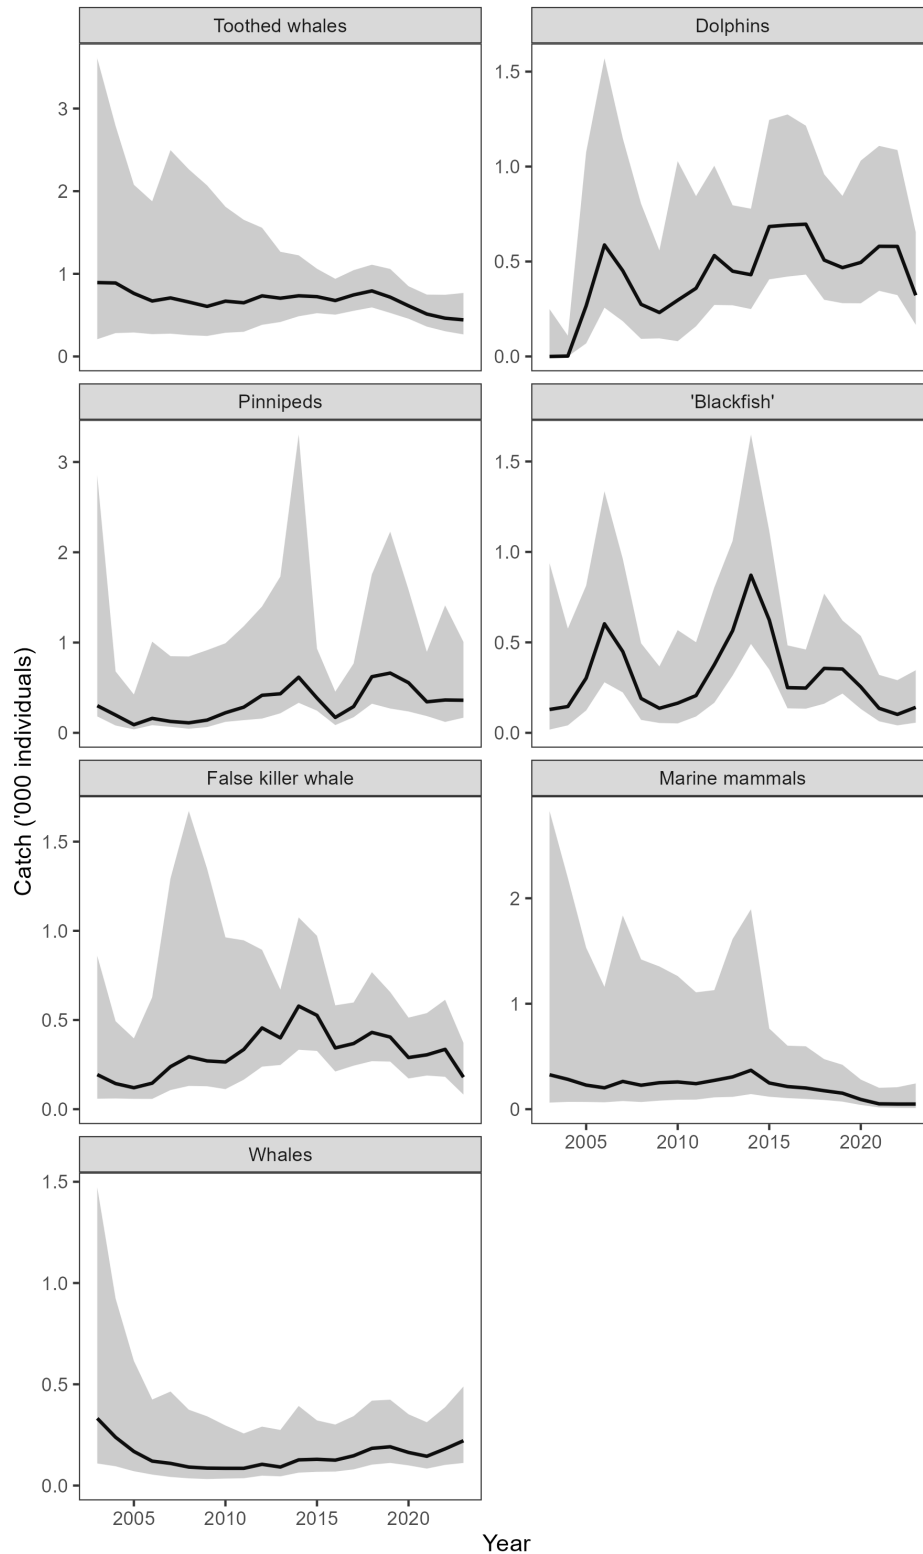 Toothed whales
Dolphins
3
2
1
0
1.5
1.0
0.5
0.0
Pinnipeds
'Blackfish'
3
2
1
0
1.5
1.0
0.5
0.0
False killer whale
Marine mammals
1.5
1.0
0.5
0.0
2
1
0
2005 2010 2015 2020
Whales
1.5
1.0
0.5
0.0
2005 2010 2015 2020
Catch ('000 individuals)
Year